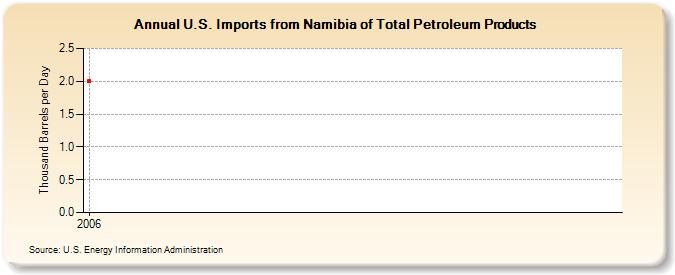 Annual U.S. Imports from Namibia of Total Petroleum Products
Thousand Barrels per Day
2.5
2.0
1.5
1.0
0.5
0.0
2006
Source: U.S. Energy Information Administration